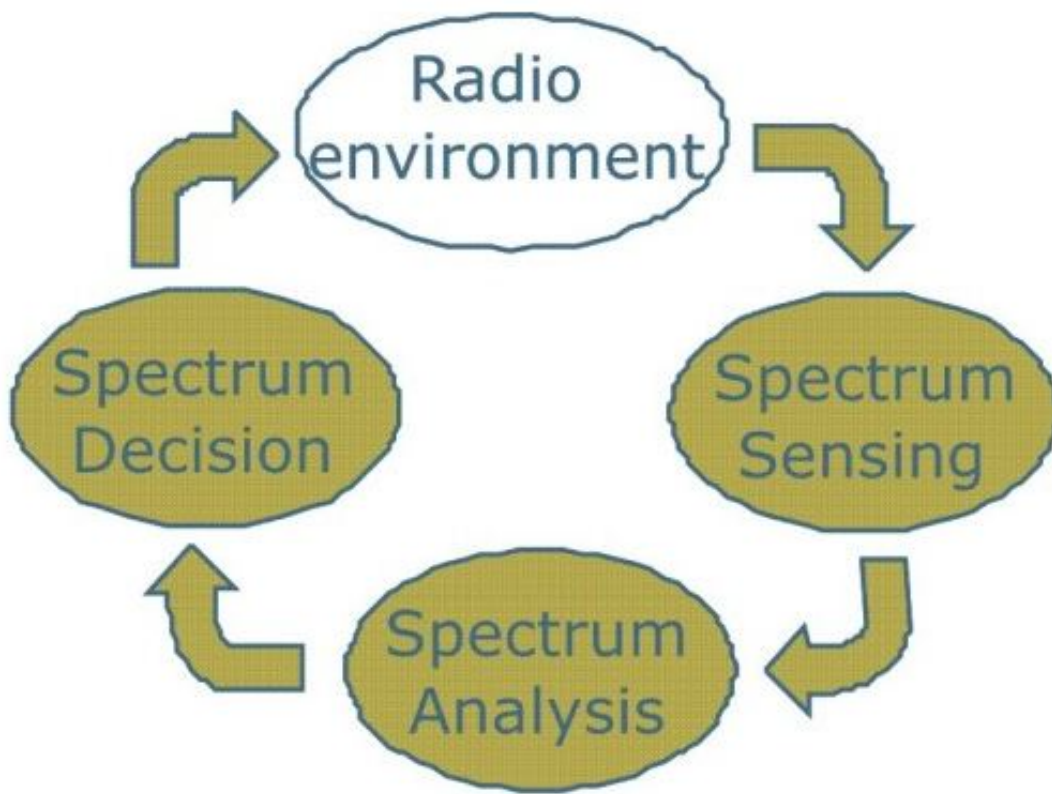 Radio
environment
Spectrum
Sensing
Spectrum
Analysis
Spectrum
Decision